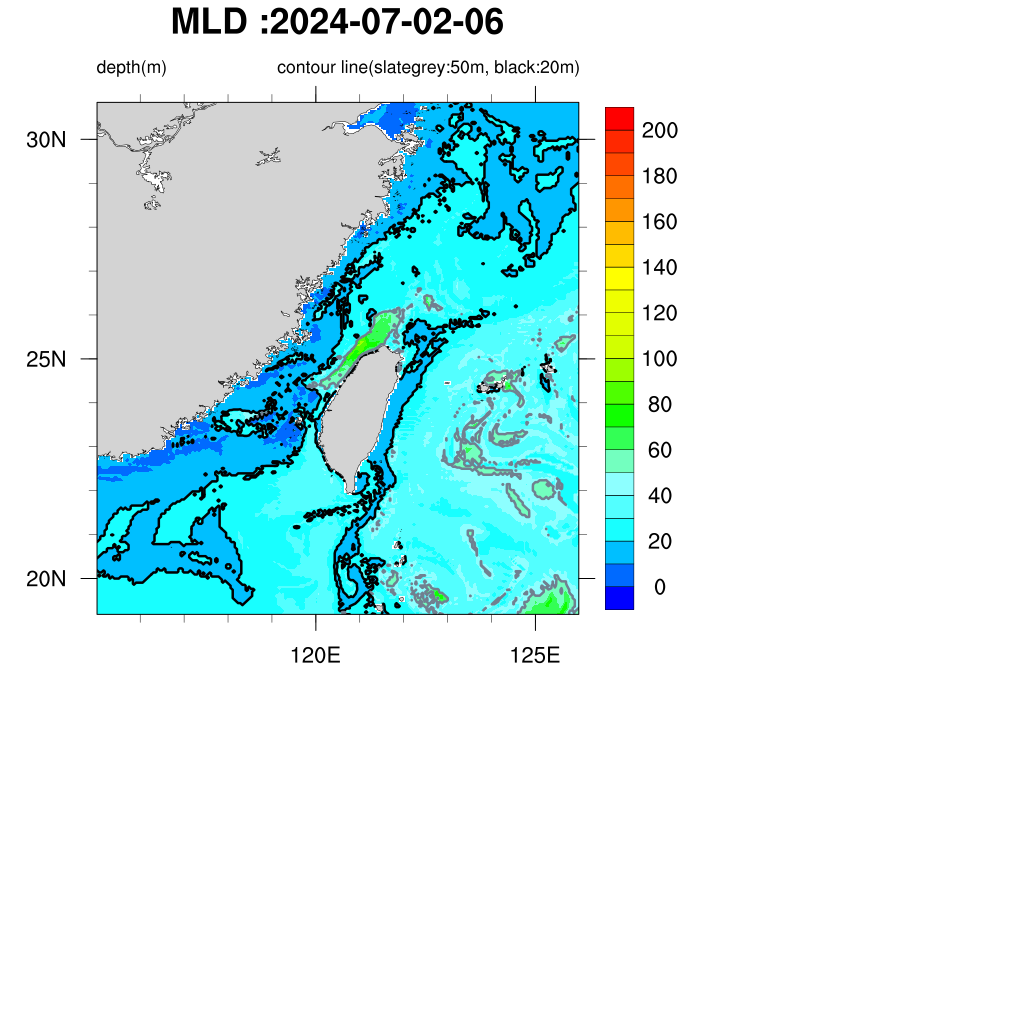 MLD :2024-07-02-06
depth(m)
contour line(slategrey:50m, black:20m)
30N
25N
20N
120E
125E
200
180
160
140
120
100
80
60
40
20
0